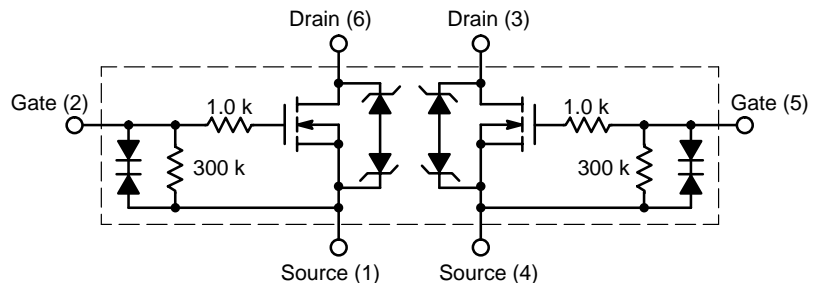 Drain (6)
Drain (3)
Gate (2)
1.0 k
1.0 k
Gate (5)
300 k
300 k
Source (1)
Source (4)